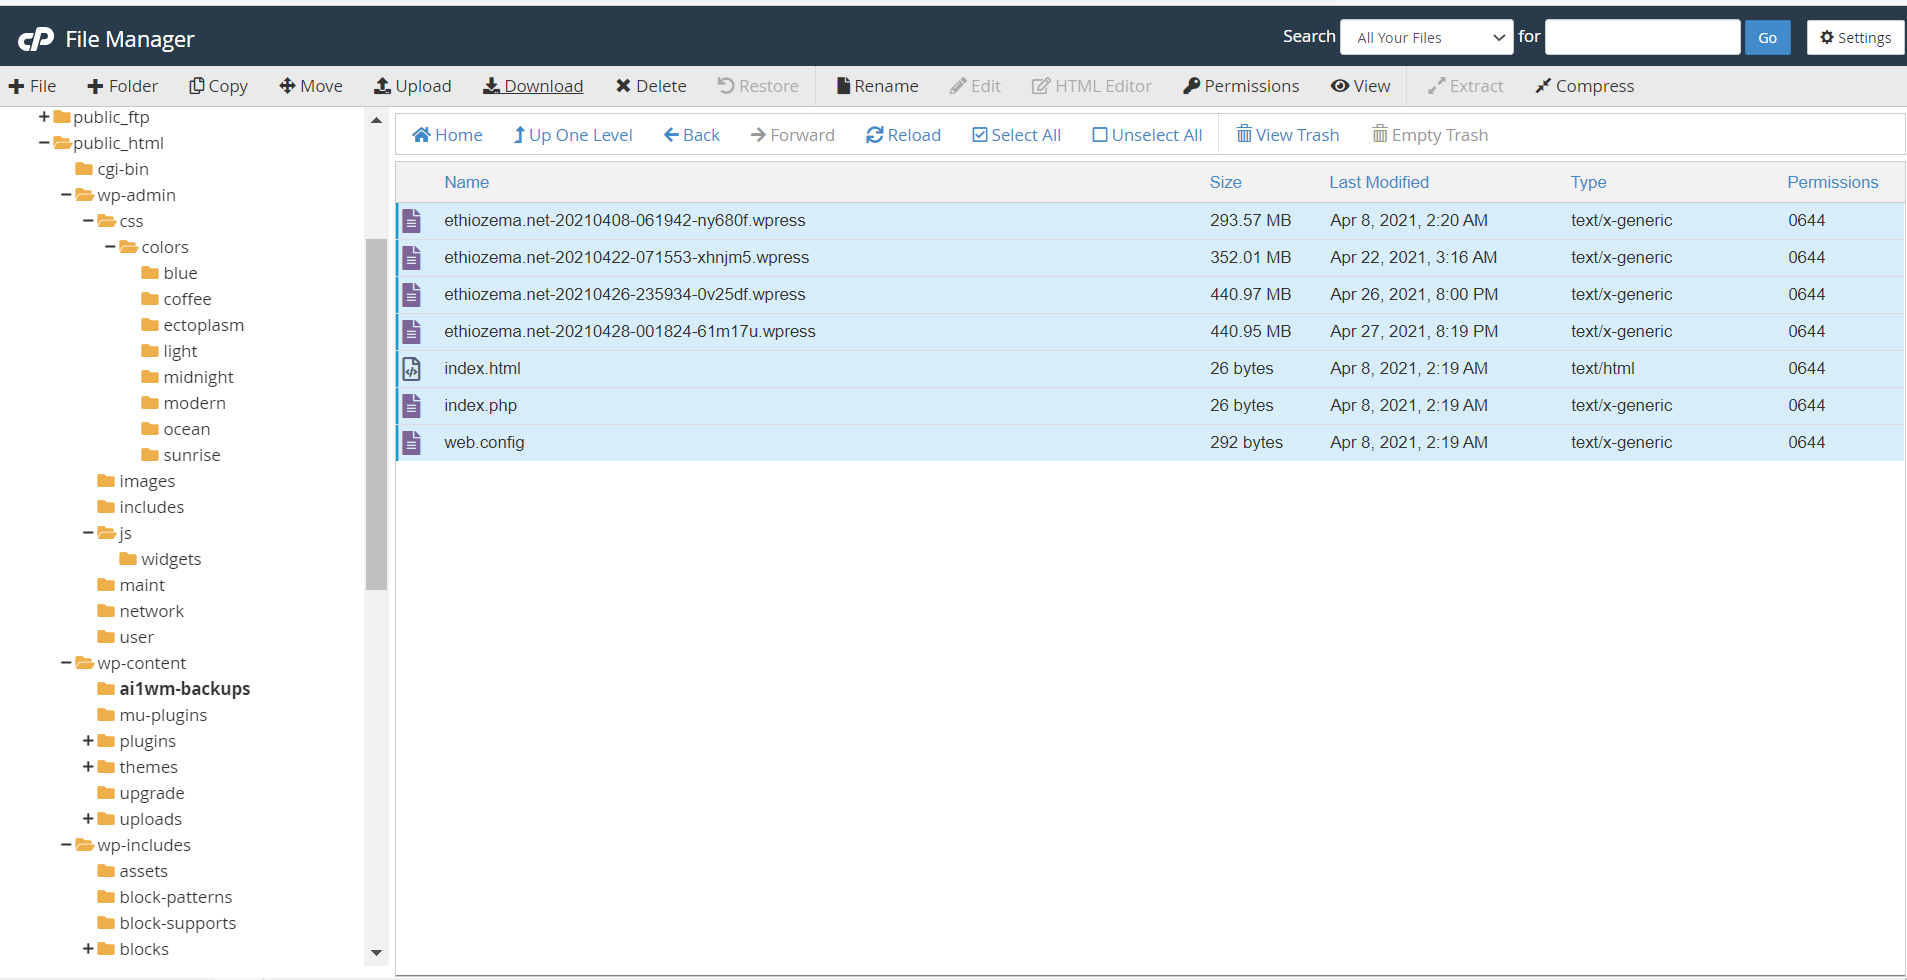 cP File Manager Search All Your Files for Go Settings
File Folder Copy Move Upload Download Delete Restore Rename Edit HTML Editor Permissions View Extract Compress
public_ftp
public_html
cgi-bin
wp-admin
css
colors
blue
coffee
ectoplasm
light
midnight
modern
ocean
sunrise
images
includes
js
widgets
maint
network
user
wp-content
ai1wm-backups
mu-plugins
plugins
themes
upgrade
uploads
wp-includes
assets
block-patterns
block-supports
blocks
Home Up One Level Back Forward Reload Select All Unselect All View Trash Empty Trash
Name Size Last Modified Type Permissions
ethiozema.net-20210408-061942-ny680f.wpress 293.57 MB Apr 8, 2021, 2:20 AM text/x-generic 0644
ethiozema.net-20210422-071553-xhnjm5.wpress 352.01 MB Apr 22, 2021, 3:16 AM text/x-generic 0644
ethiozema.net-20210426-235934-0v25df.wpress 440.97 MB Apr 26, 2021, 8:00 PM text/x-generic 0644
ethiozema.net-20210428-001824-61m17u.wpress 440.95 MB Apr 27, 2021, 8:19 PM text/x-generic 0644
index.html 26 bytes Apr 8, 2021, 2:19 AM text/html 0644
index.php 26 bytes Apr 8, 2021, 2:19 AM text/x-generic 0644
web.config 292 bytes Apr 8, 2021, 2:19 AM text/x-generic 0644